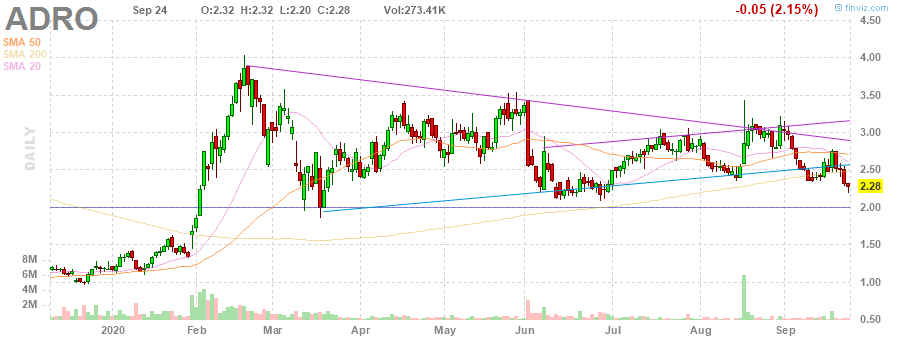 ADRO Sep 24 O:2.32 H:2.32 L:2.20 C:2.28 Vol:273.41K -0.05 (2.15%) © finviz.com
SMA 50
SMA 200
SMA 20
DAILY
4.50
4.00
3.50
3.00
2.50
2.28
2.00
1.50
1.00
0.50
8M
6M
4M
2M
2020 Feb Mar Apr May Jun Jul Aug Sep